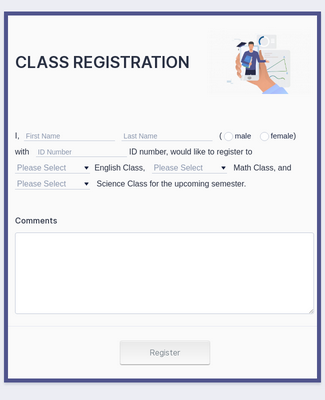 CLASS REGISTRATION
I, First Name Last Name ( male female)
with ID Number ID number, would like to register to
Please Select English Class, Please Select Math Class, and
Please Select Science Class for the upcoming semester.
Comments
Register